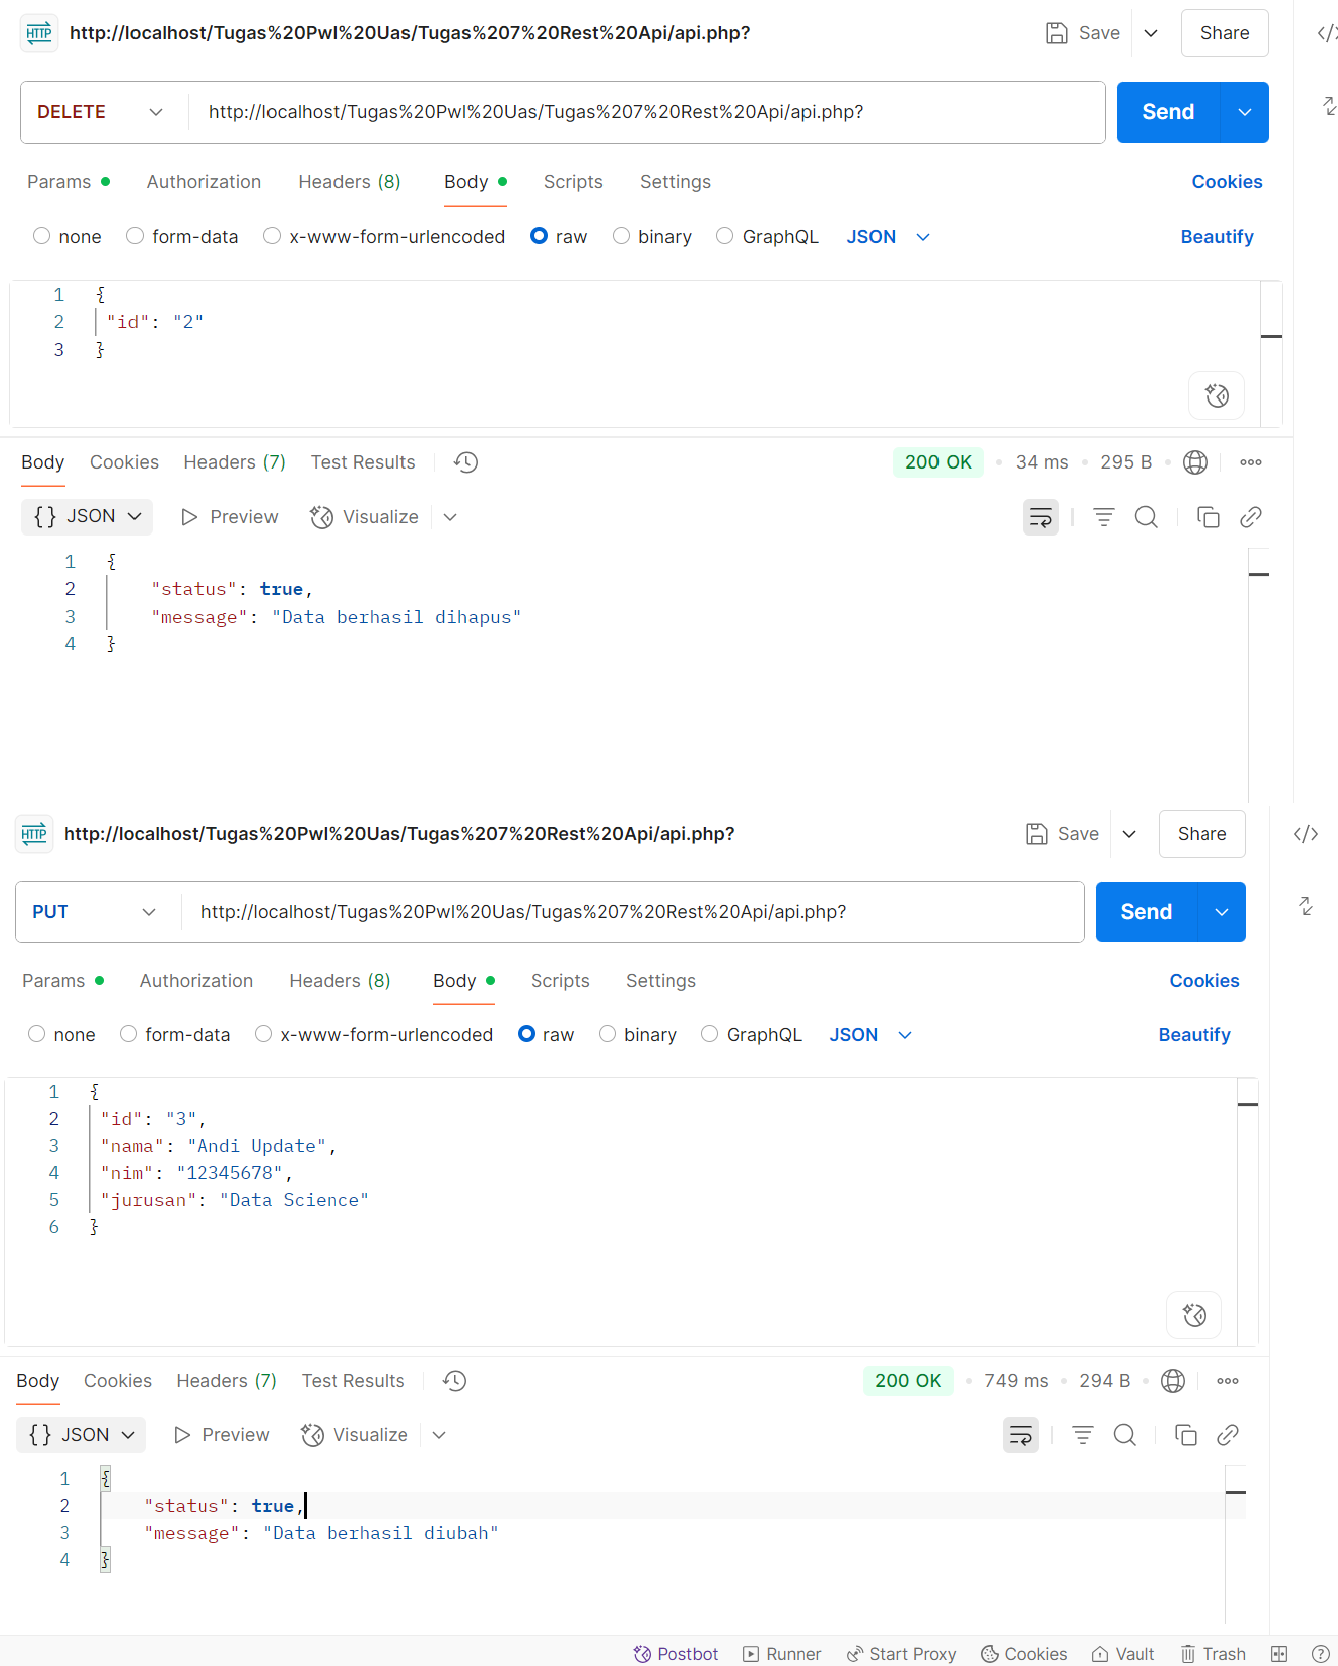 HTTP http://localhost/Tugas%20Pwl%20Uas/Tugas%207%20Rest%20Api/api.php? Save Share
DELETE http://localhost/Tugas%20Pwl%20Uas/Tugas%207%20Rest%20Api/api.php? Send
Params Authorization Headers (8) Body Scripts Settings Cookies
none form-data x-www-form-urlencoded raw binary GraphQL JSON Beautify
1 {
2 "id": "2"
3 }
Body Cookies Headers (7) Test Results 200 OK 34 ms 295 B
{} JSON Preview Visualize
1 {
2 "status": true,
3 "message": "Data berhasil dihapus"
4 }
HTTP http://localhost/Tugas%20Pwl%20Uas/Tugas%207%20Rest%20Api/api.php? Save Share </>
PUT http://localhost/Tugas%20Pwl%20Uas/Tugas%207%20Rest%20Api/api.php? Send
Params Authorization Headers (8) Body Scripts Settings Cookies
none form-data x-www-form-urlencoded raw binary GraphQL JSON Beautify
1 {
2 "id": "3",
3 "nama": "Andi Update",
4 "nim": "12345678",
5 "jurusan": "Data Science"
6 }
Body Cookies Headers (7) Test Results 200 OK 749 ms 294 B
{} JSON Preview Visualize
1 {
2 "status": true,
3 "message": "Data berhasil diubah"
4 }
Postbot Runner Start Proxy Cookies Vault Trash